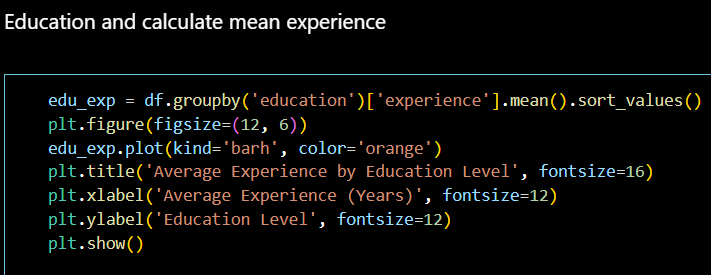 Education and calculate mean experience
edu_exp = df.groupby('education')['experience'].mean().sort_values()
plt.figure(figsize=(12, 6))
edu_exp.plot(kind='barh', color='orange')
plt.title('Average Experience by Education Level', fontsize=16)
plt.xlabel('Average Experience (Years)', fontsize=12)
plt.ylabel('Education Level', fontsize=12)
plt.show()